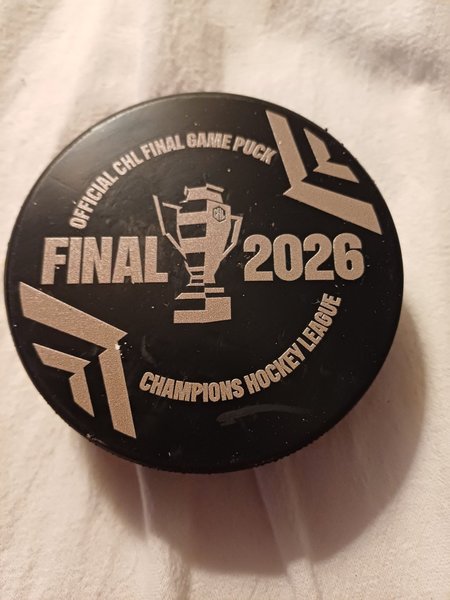 OFFICIAL CHL FINAL GAME PUCK
FINAL 2026
CHAMPIONS HOCKEY LEAGUE